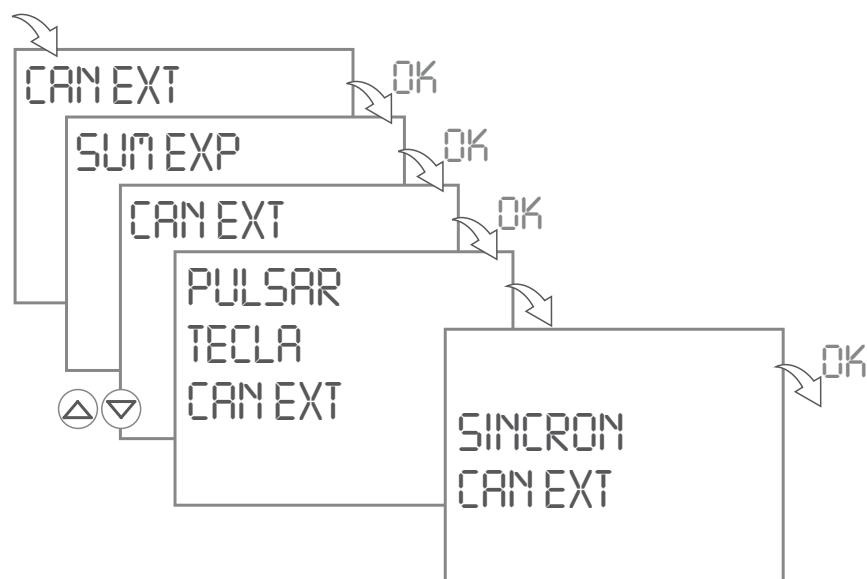 CAN EXT
OK
SUM EXP
OK
CAN EXT
OK
PULSAR
TECLA
CAN EXT
SINCRON
CAN EXT
OK